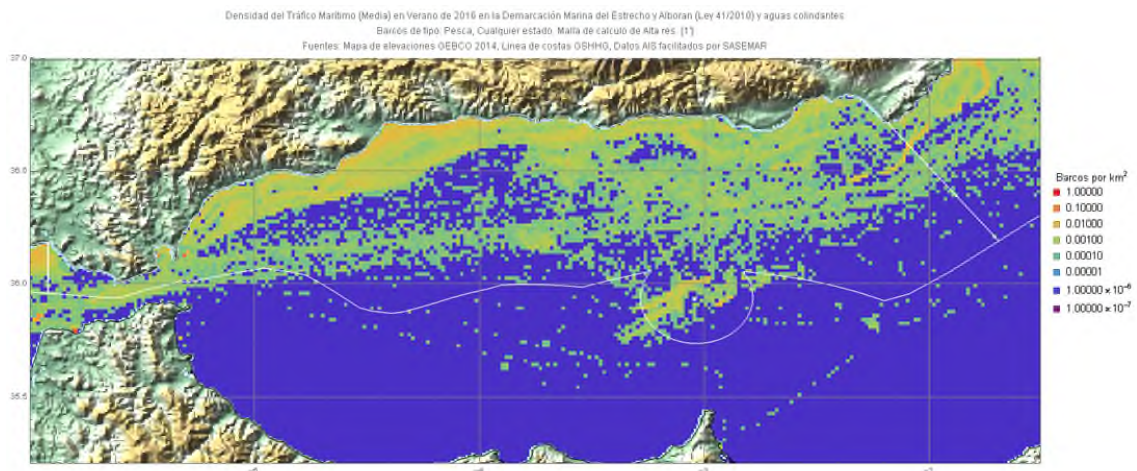 Densidad del Tráfico Marítimo (Media) en Verano de 2016 en la Demarcación Marina del Estrecho y Alboran (Ley 41/2010) y aguas colindantes
Barcos de tipo: Pesca, Cualquier estado. Malla de calculo de Alta res. [1']
Fuentes: Mapa de elevaciones GEBCO 2014, Linea de costas GSHHG, Datos AIS facilitados por SASEMAR
37.0
36.0
36.0
35.5
Barcos por km²
1.00000
0.10000
0.01000
0.00100
0.00010
0.00001
1.00000 × 10⁻⁶
1.00000 × 10⁻⁷